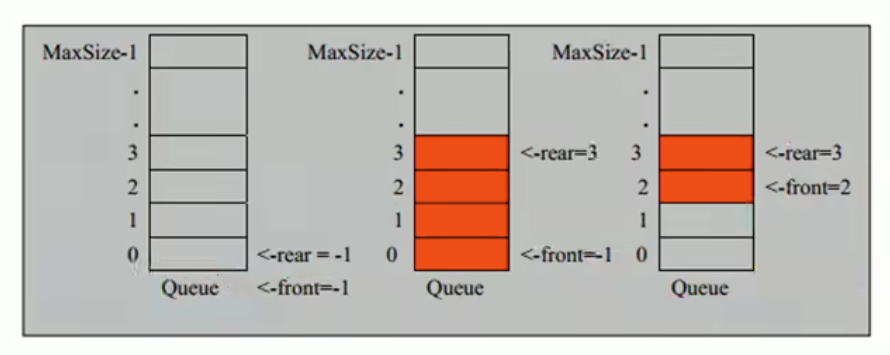 MaxSize-1 MaxSize-1 MaxSize-1
. . .
. . .
3 3 <-rear=3 3 <-rear=3
2 2 2 <-front=2
1 1 1
0 <-rear = -1 0 <-front=-1 0
Queue <-front=-1 Queue Queue